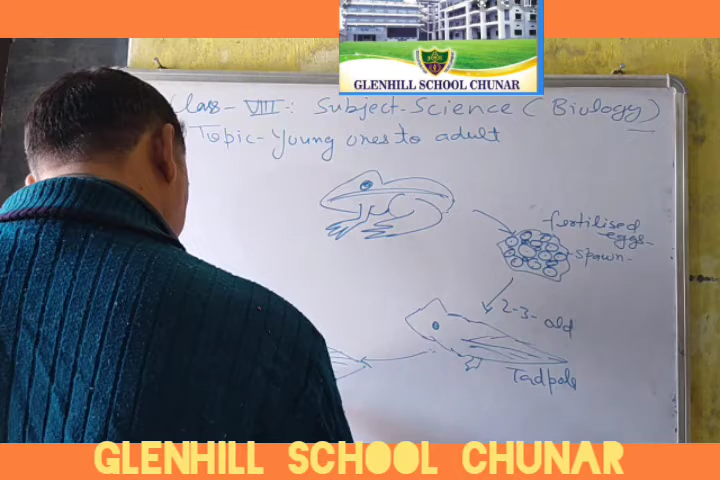 GLENHILL SCHOOL CHUNAR
Class - VIII : Subject - Science ( Biology )
Topic - Young ones to adult
fertilised
eggs
spawn
2-3- old
Tadpole
GLENHILL SCHOOL CHUNAR